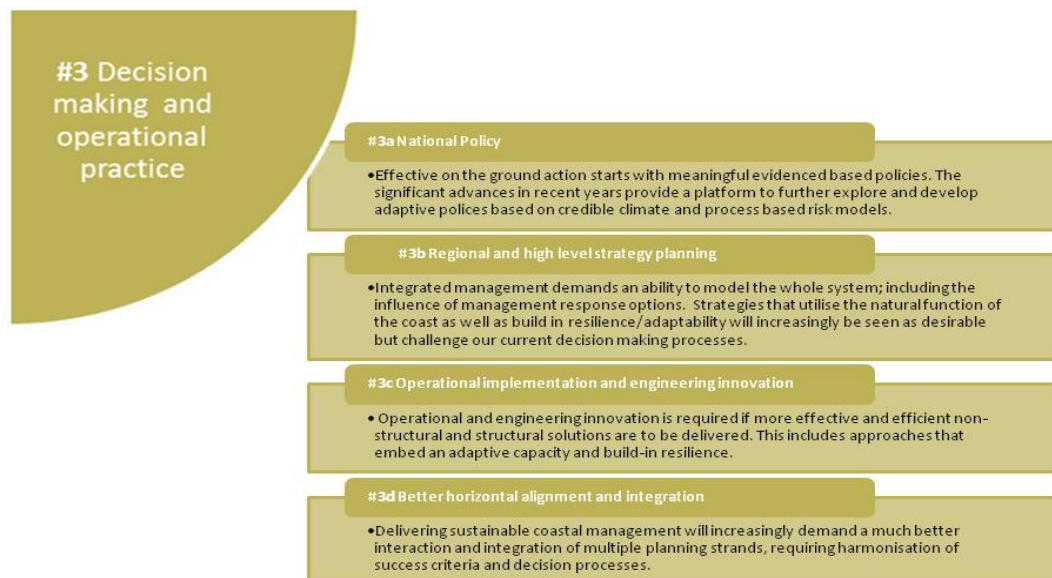 #3 Decision
making and
operational
practice
#3a National Policy
•Effective on the ground action starts with meaningful evidenced based policies. The
significant advances in recent years provide a platform to further explore and develop
adaptive polices based on credible climate and process based risk models.
#3b Regional and high level strategy planning
•Integrated management demands an ability to model the whole system; including the
influence of management response options. Strategies that utilise the natural function of
the coast as well as build in resilience/adaptability will increasingly be seen as desirable
but challenge our current decision making processes.
#3c Operational implementation and engineering innovation
• Operational and engineering innovation is required if more effective and efficient non-
structural and structural solutions are to be delivered. This includes approaches that
embed an adaptive capacity and build-in resilience.
#3d Better horizontal alignment and integration
•Delivering sustainable coastal management will increasingly demand a much better
interaction and integration of multiple planning strands, requiring harmonisation of
success criteria and decision processes.